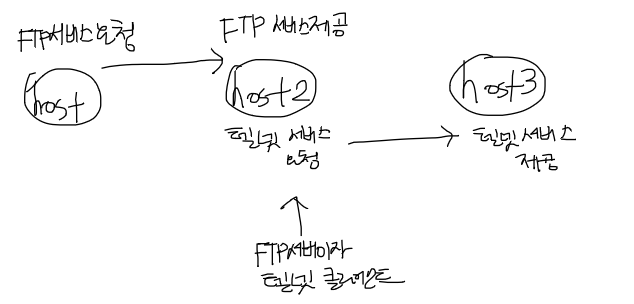 FTP서비스요청
FTP 서비스제공
host
host2
host3
텔넷 서비스
요청
텔넷서비스
제공
FTP서버이자
텔넷 클라이언트